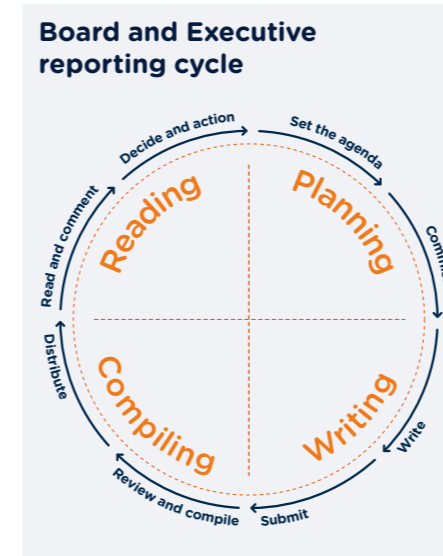 Board and Executive
reporting cycle
Set the agenda
Planning
Write
Writing
Submit
Review and compile
Compiling
Distribute
Read and comment
Reading
Decide and action